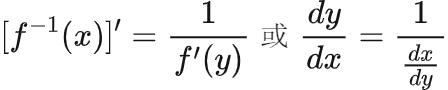 [f⁻¹(x)]′ = 1/f′(y) 或 dy/dx = 1/(dx/dy)